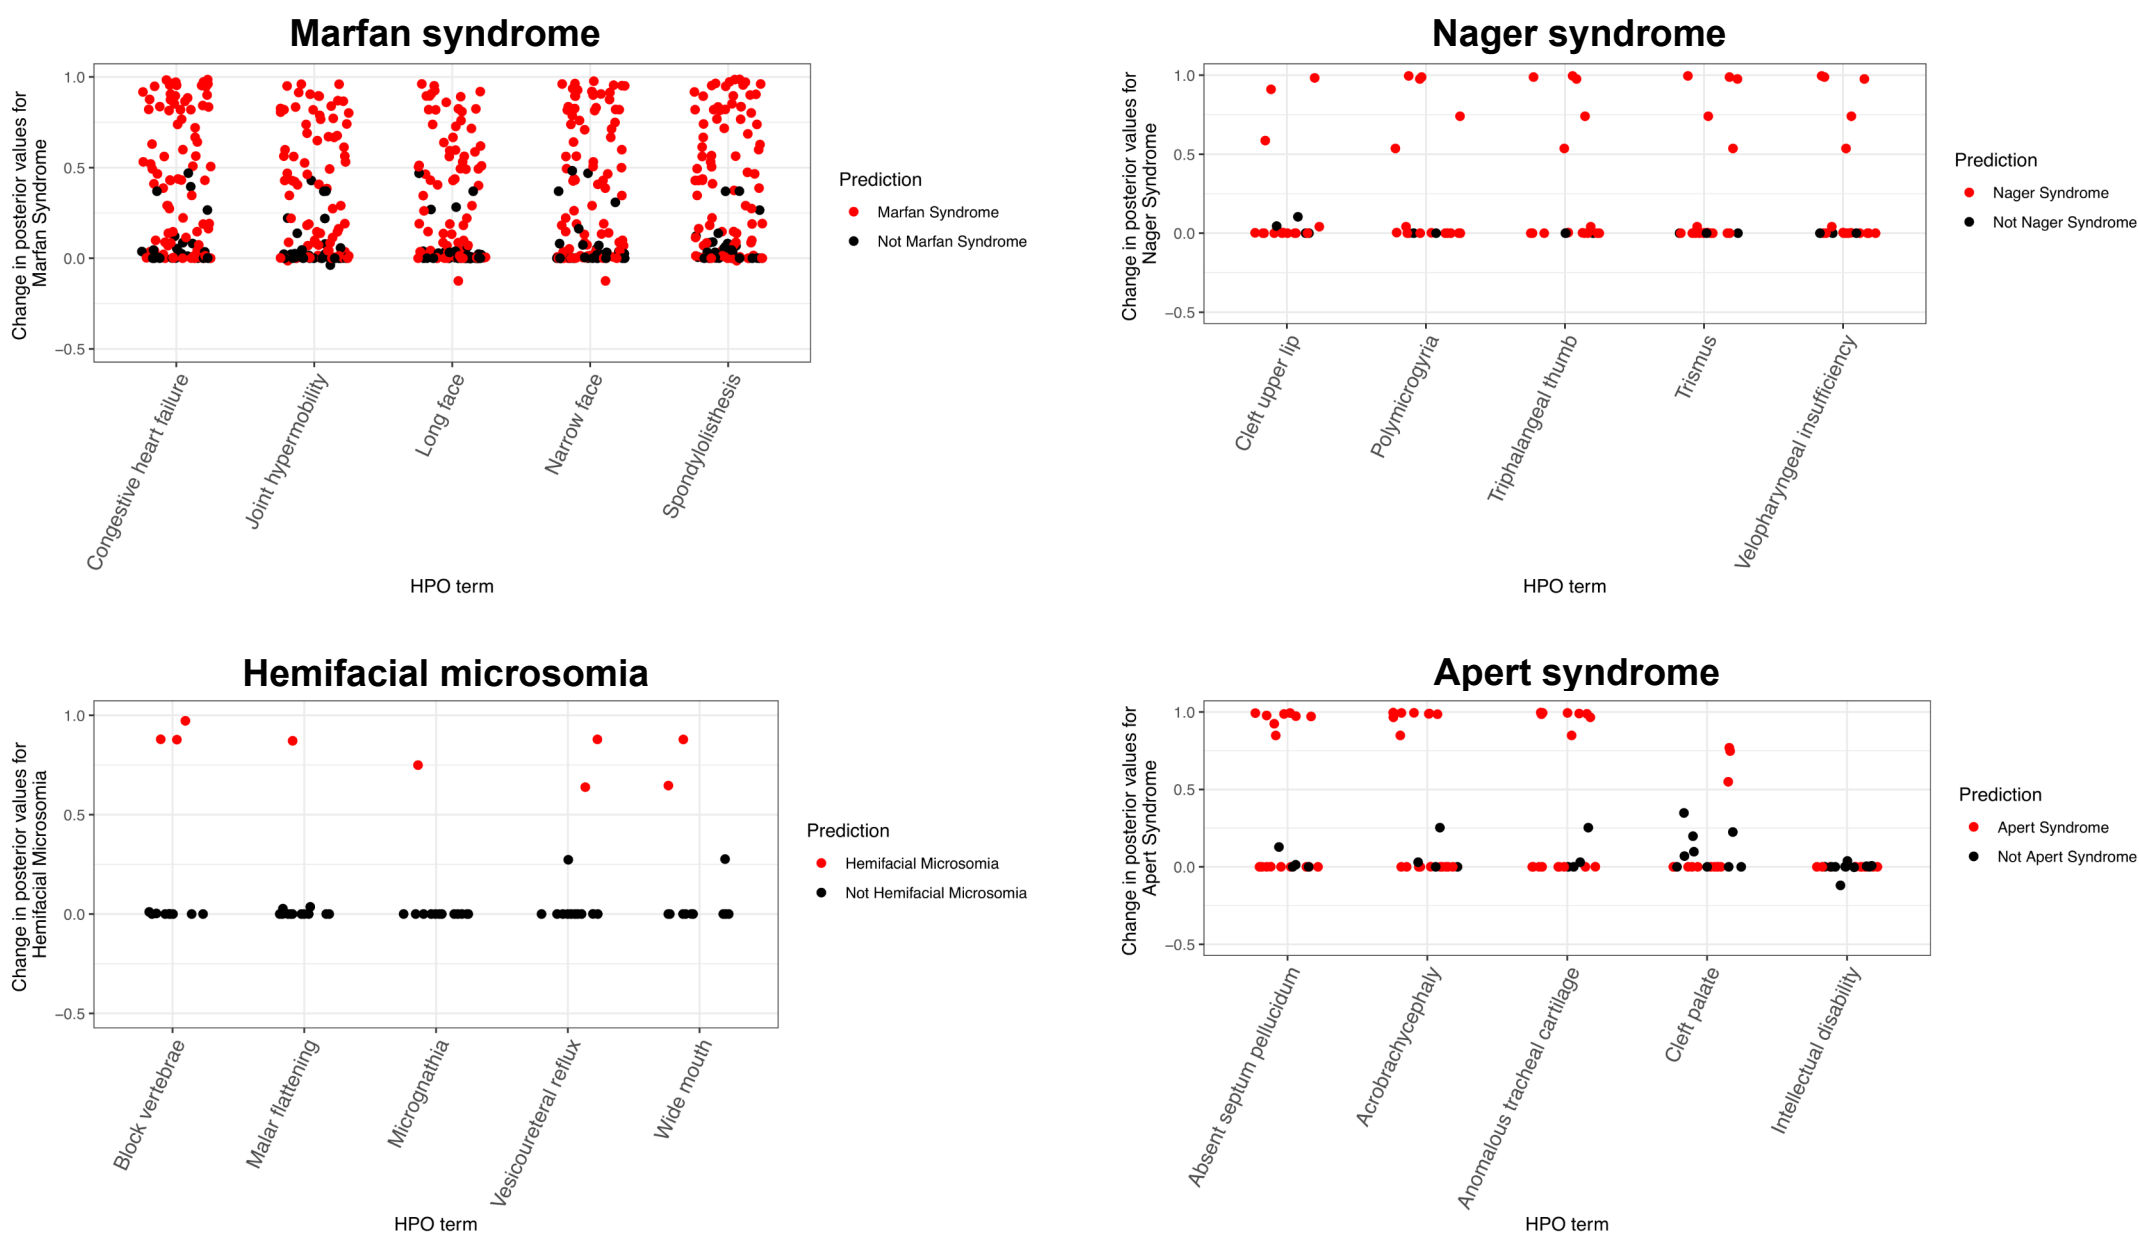 Marfan syndrome
Change in posterior values for
Marfan Syndrome
1.0
0.5
0.0
−0.5
Congestive heart failure
Joint hypermobility
Long face
Narrow face
Spondylolisthesis
HPO term
Prediction
Marfan Syndrome
Not Marfan Syndrome
Nager syndrome
Change in posterior values for
Nager Syndrome
1.0
0.5
0.0
−0.5
Cleft upper lip
Polymicrogyria
Triphalangeal thumb
Trismus
Velopharyngeal insufficiency
HPO term
Prediction
Nager Syndrome
Not Nager Syndrome
Hemifacial microsomia
Change in posterior values for
Hemifacial Microsomia
1.0
0.5
0.0
−0.5
Block vertebrae
Malar flattening
Micrognathia
Vesicoureteral reflux
Wide mouth
HPO term
Prediction
Hemifacial Microsomia
Not Hemifacial Microsomia
Apert syndrome
Change in posterior values for
Apert Syndrome
1.0
0.5
0.0
−0.5
Absent septum pellucidum
Acrobrachycephaly
Anomalous tracheal cartilage
Cleft palate
Intellectual disability
HPO term
Prediction
Apert Syndrome
Not Apert Syndrome